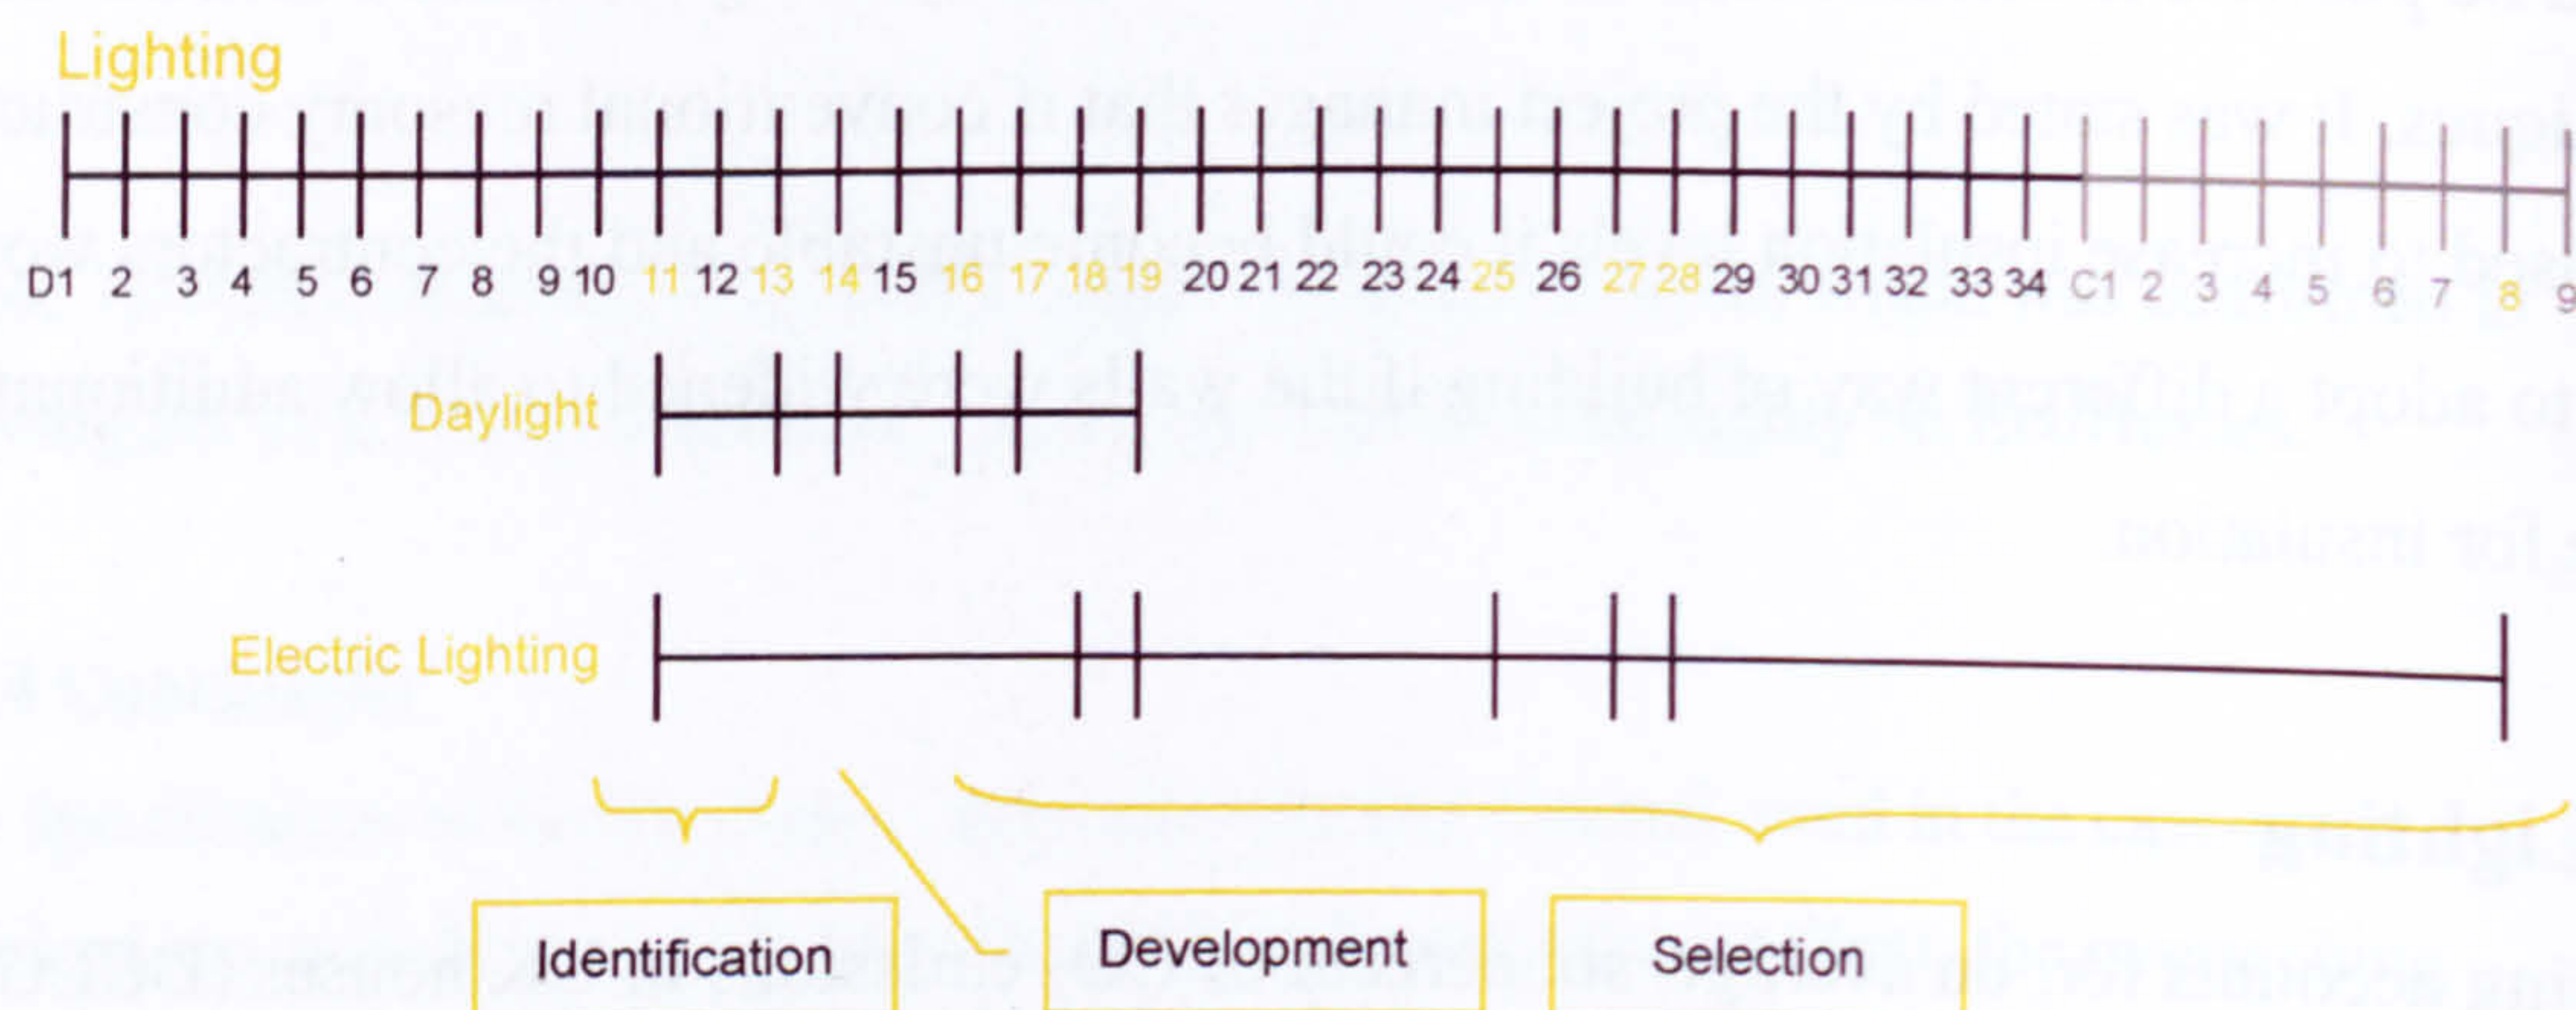 Lighting
D1 2 3 4 5 6 7 8 9 10 11 12 13 14 15 16 17 18 19 20 21 22 23 24 25 26 27 28 29 30 31 32 33 34 C1 2 3 4 5 6 7 8 9
Daylight
Electric Lighting
Identification Development Selection